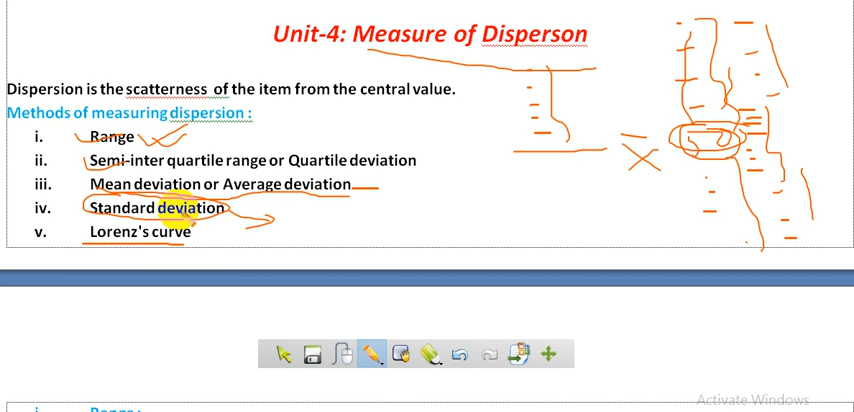 Unit-4: Measure of Disperson
Dispersion is the scatterness of the item from the central value.
Methods of measuring dispersion :
i. Range
ii. Semi-inter quartile range or Quartile deviation
iii. Mean deviation or Average deviation
iv. Standard deviation
v. Lorenz's curve
X
Activate Windows
i. Range: